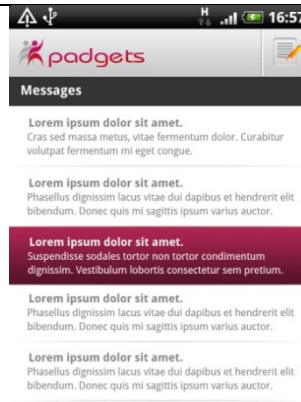 H 16:57
padgets
Messages
Lorem ipsum dolor sit amet.
Cras sed massa metus, vitae fermentum dolor. Curabitur
volutpat fermentum mi eget congue.
Lorem ipsum dolor sit amet.
Phasellus dignissim lacus vitae dui dapibus et hendrerit elit
bibendum. Donec quis mi sagittis ipsum varius auctor.
Lorem ipsum dolor sit amet.
Suspendisse sodales tortor non tortor condimentum
dignissim. Vestibulum lobortis consectetur sem pretium.
Lorem ipsum dolor sit amet.
Phasellus dignissim lacus vitae dui dapibus et hendrerit elit
bibendum. Donec quis mi sagittis ipsum varius auctor.
Lorem ipsum dolor sit amet.
Phasellus dignissim lacus vitae dui dapibus et hendrerit elit
bibendum. Donec quis mi sagittis ipsum varius auctor.